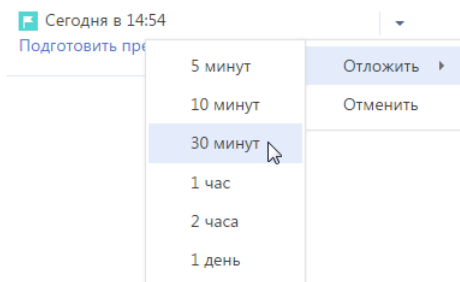 Сегодня в 14:54
Подготовить пре
5 минут
10 минут
30 минут
1 час
2 часа
1 день
Отложить
Отменить